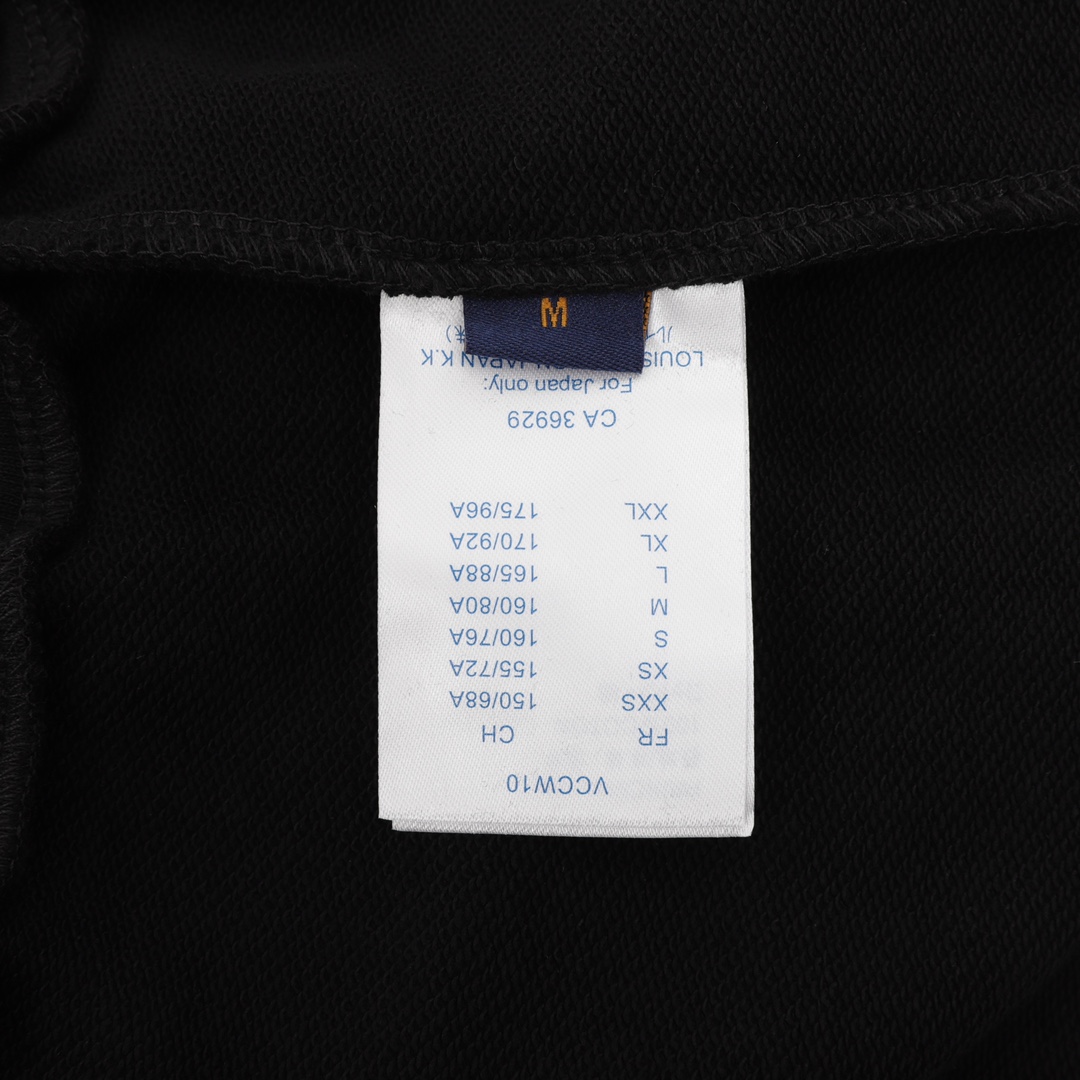 M
VCCW10
FR CH
XXS 150/68A
XS 155/72A
S 160/76A
M 160/80A
L 165/88A
XL 170/92A
XXL 175/96A
CA 36929
For Japan only:
LOUIS JAPAN K.K